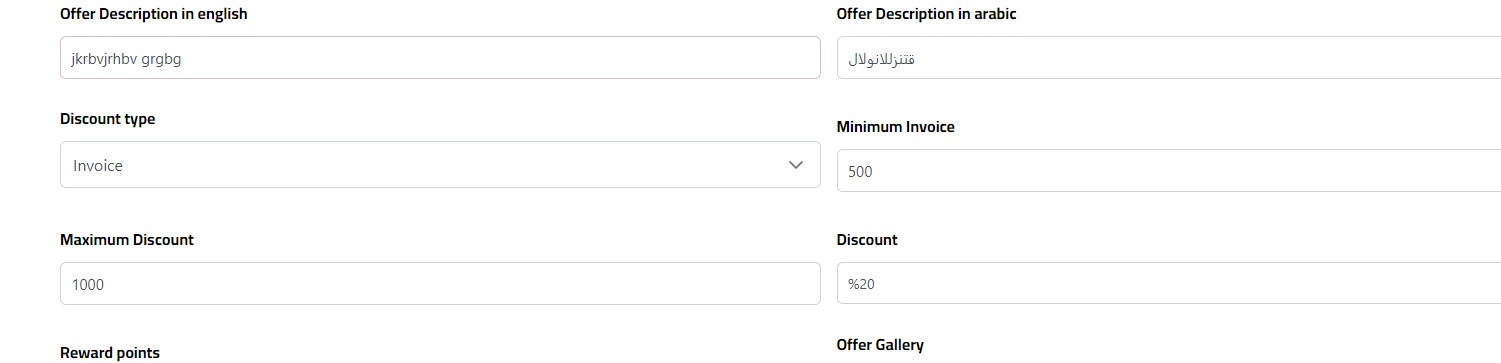 Offer Description in english
Offer Description in arabic
jkrbvjrhbv grgbg
قتنزللانولال
Discount type
Minimum Invoice
Invoice
500
Maximum Discount
Discount
1000
%20
Reward points
Offer Gallery